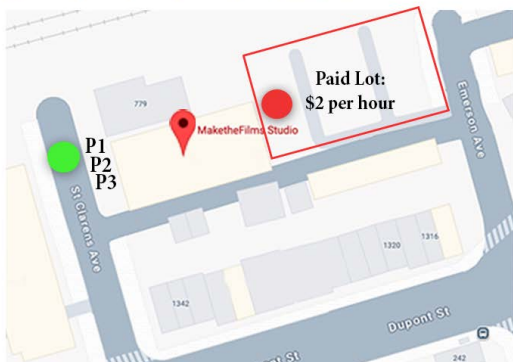 Paid Lot:
$2 per hour
779
MaketheFilms Studio
P1
P2
P3
St Clarens Ave
Emerson Ave
1316
1320
1342
Dupont St
242